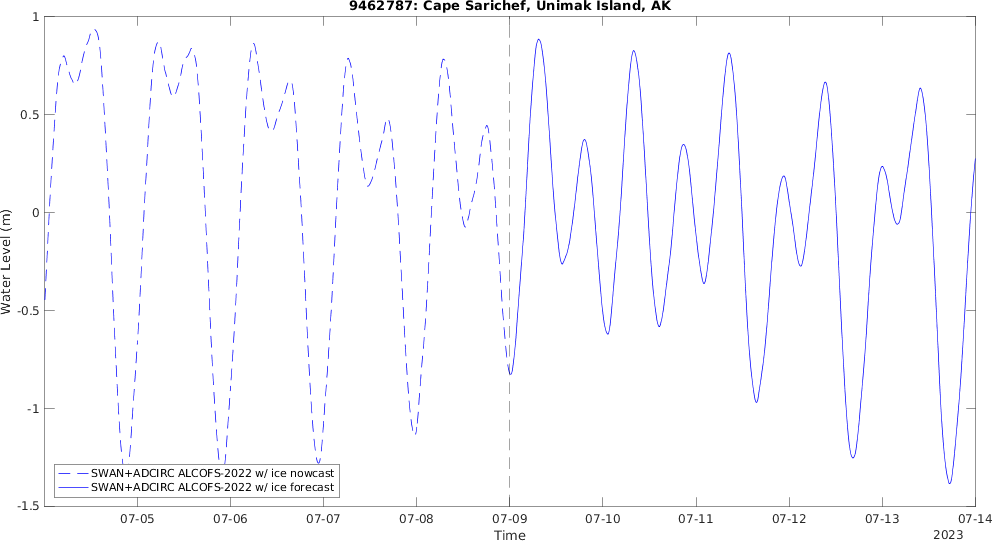 9462787: Cape Sarichef, Unimak Island, AK
1
0.5
0
-0.5
-1
-1.5
Water Level (m)
SWAN+ADCIRC ALCOFS-2022 w/ ice nowcast
SWAN+ADCIRC ALCOFS-2022 w/ ice forecast
07-05 07-06 07-07 07-08 07-09 07-10 07-11 07-12 07-13 07-14
Time
2023